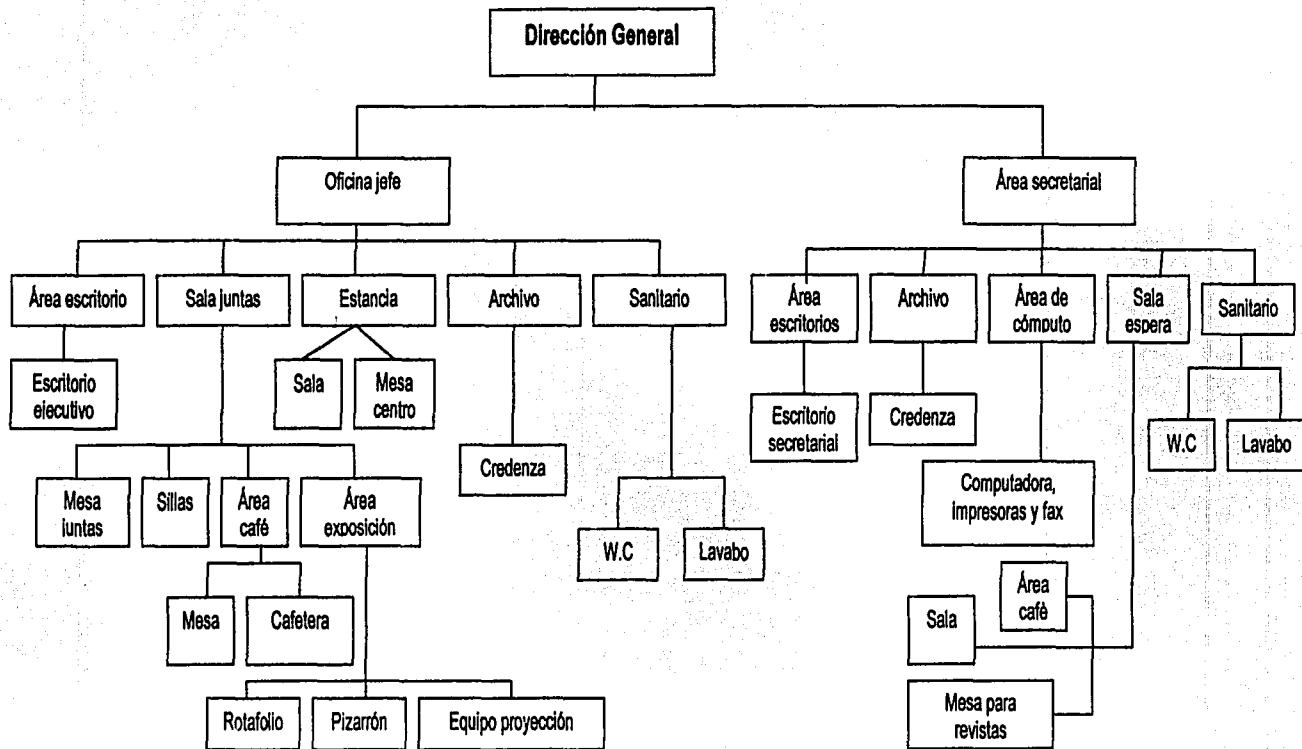 Dirección General
Oficina jefe
Área secretarial
Área escritorio
Sala juntas
Estancia
Archivo
Sanitario
Área
escritorios
Archivo
Área de
cómputo
Sala
espera
Sanitario
Escritorio
ejecutivo
Sala
Mesa
centro
Escritorio
secretarial
Credenza
W.C
Lavabo
Credenza
Mesa
juntas
Sillas
Área
café
Área
exposición
Computadora,
impresoras y fax
W.C
Lavabo
Mesa
Cafetera
Sala
Área
cafè
Rotafolio
Pizarrón
Equipo proyección
Mesa para
revistas